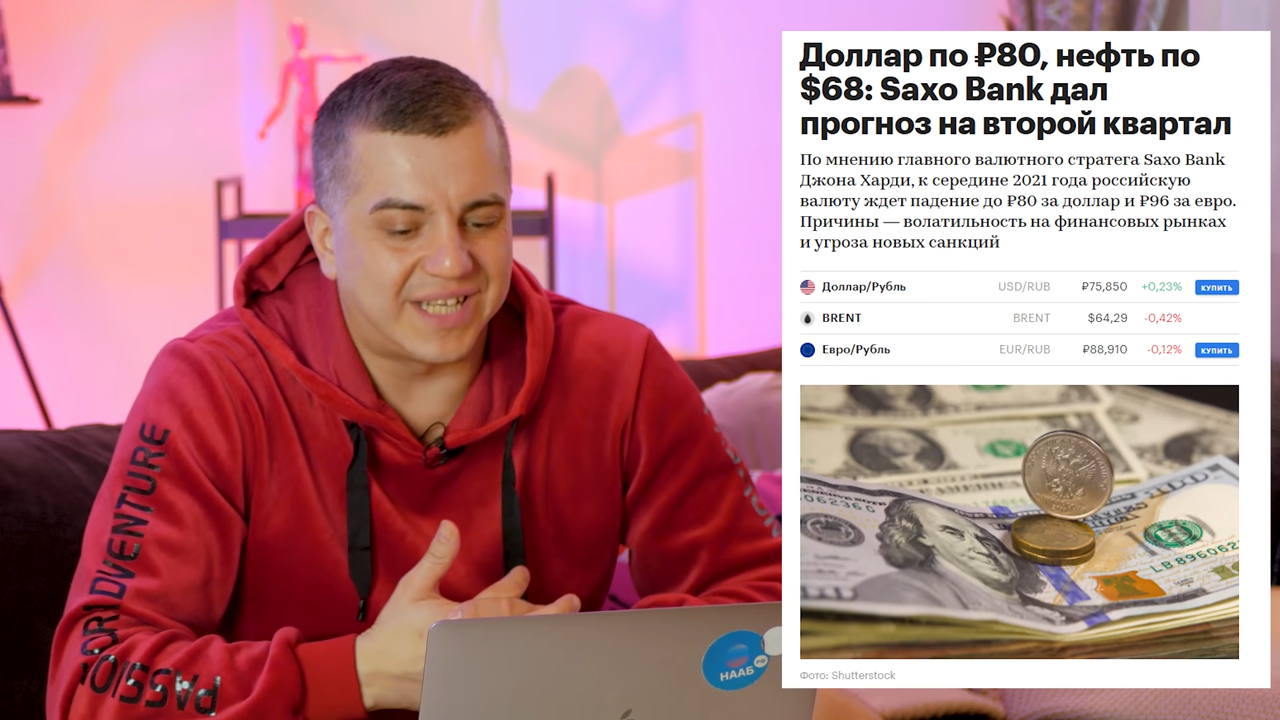 Доллар по ₽80, нефть по
$68: Saxo Bank дал
прогноз на второй квартал
По мнению главного валютного стратега Saxo Bank
Джона Харди, к середине 2021 года российскую
валюту ждет падение до ₽80 за доллар и ₽96 за евро.
Причины — волатильность на финансовых рынках
и угроза новых санкций
Доллар/Рубль USD/RUB ₽75,850 +0,23% КУПИТЬ
BRENT BRENT $64,29 -0,42%
Евро/Рубль EUR/RUB ₽88,910 -0,12% КУПИТЬ
Фото: Shutterstock
ADVENTURE
PASSION
НААБ
РФ